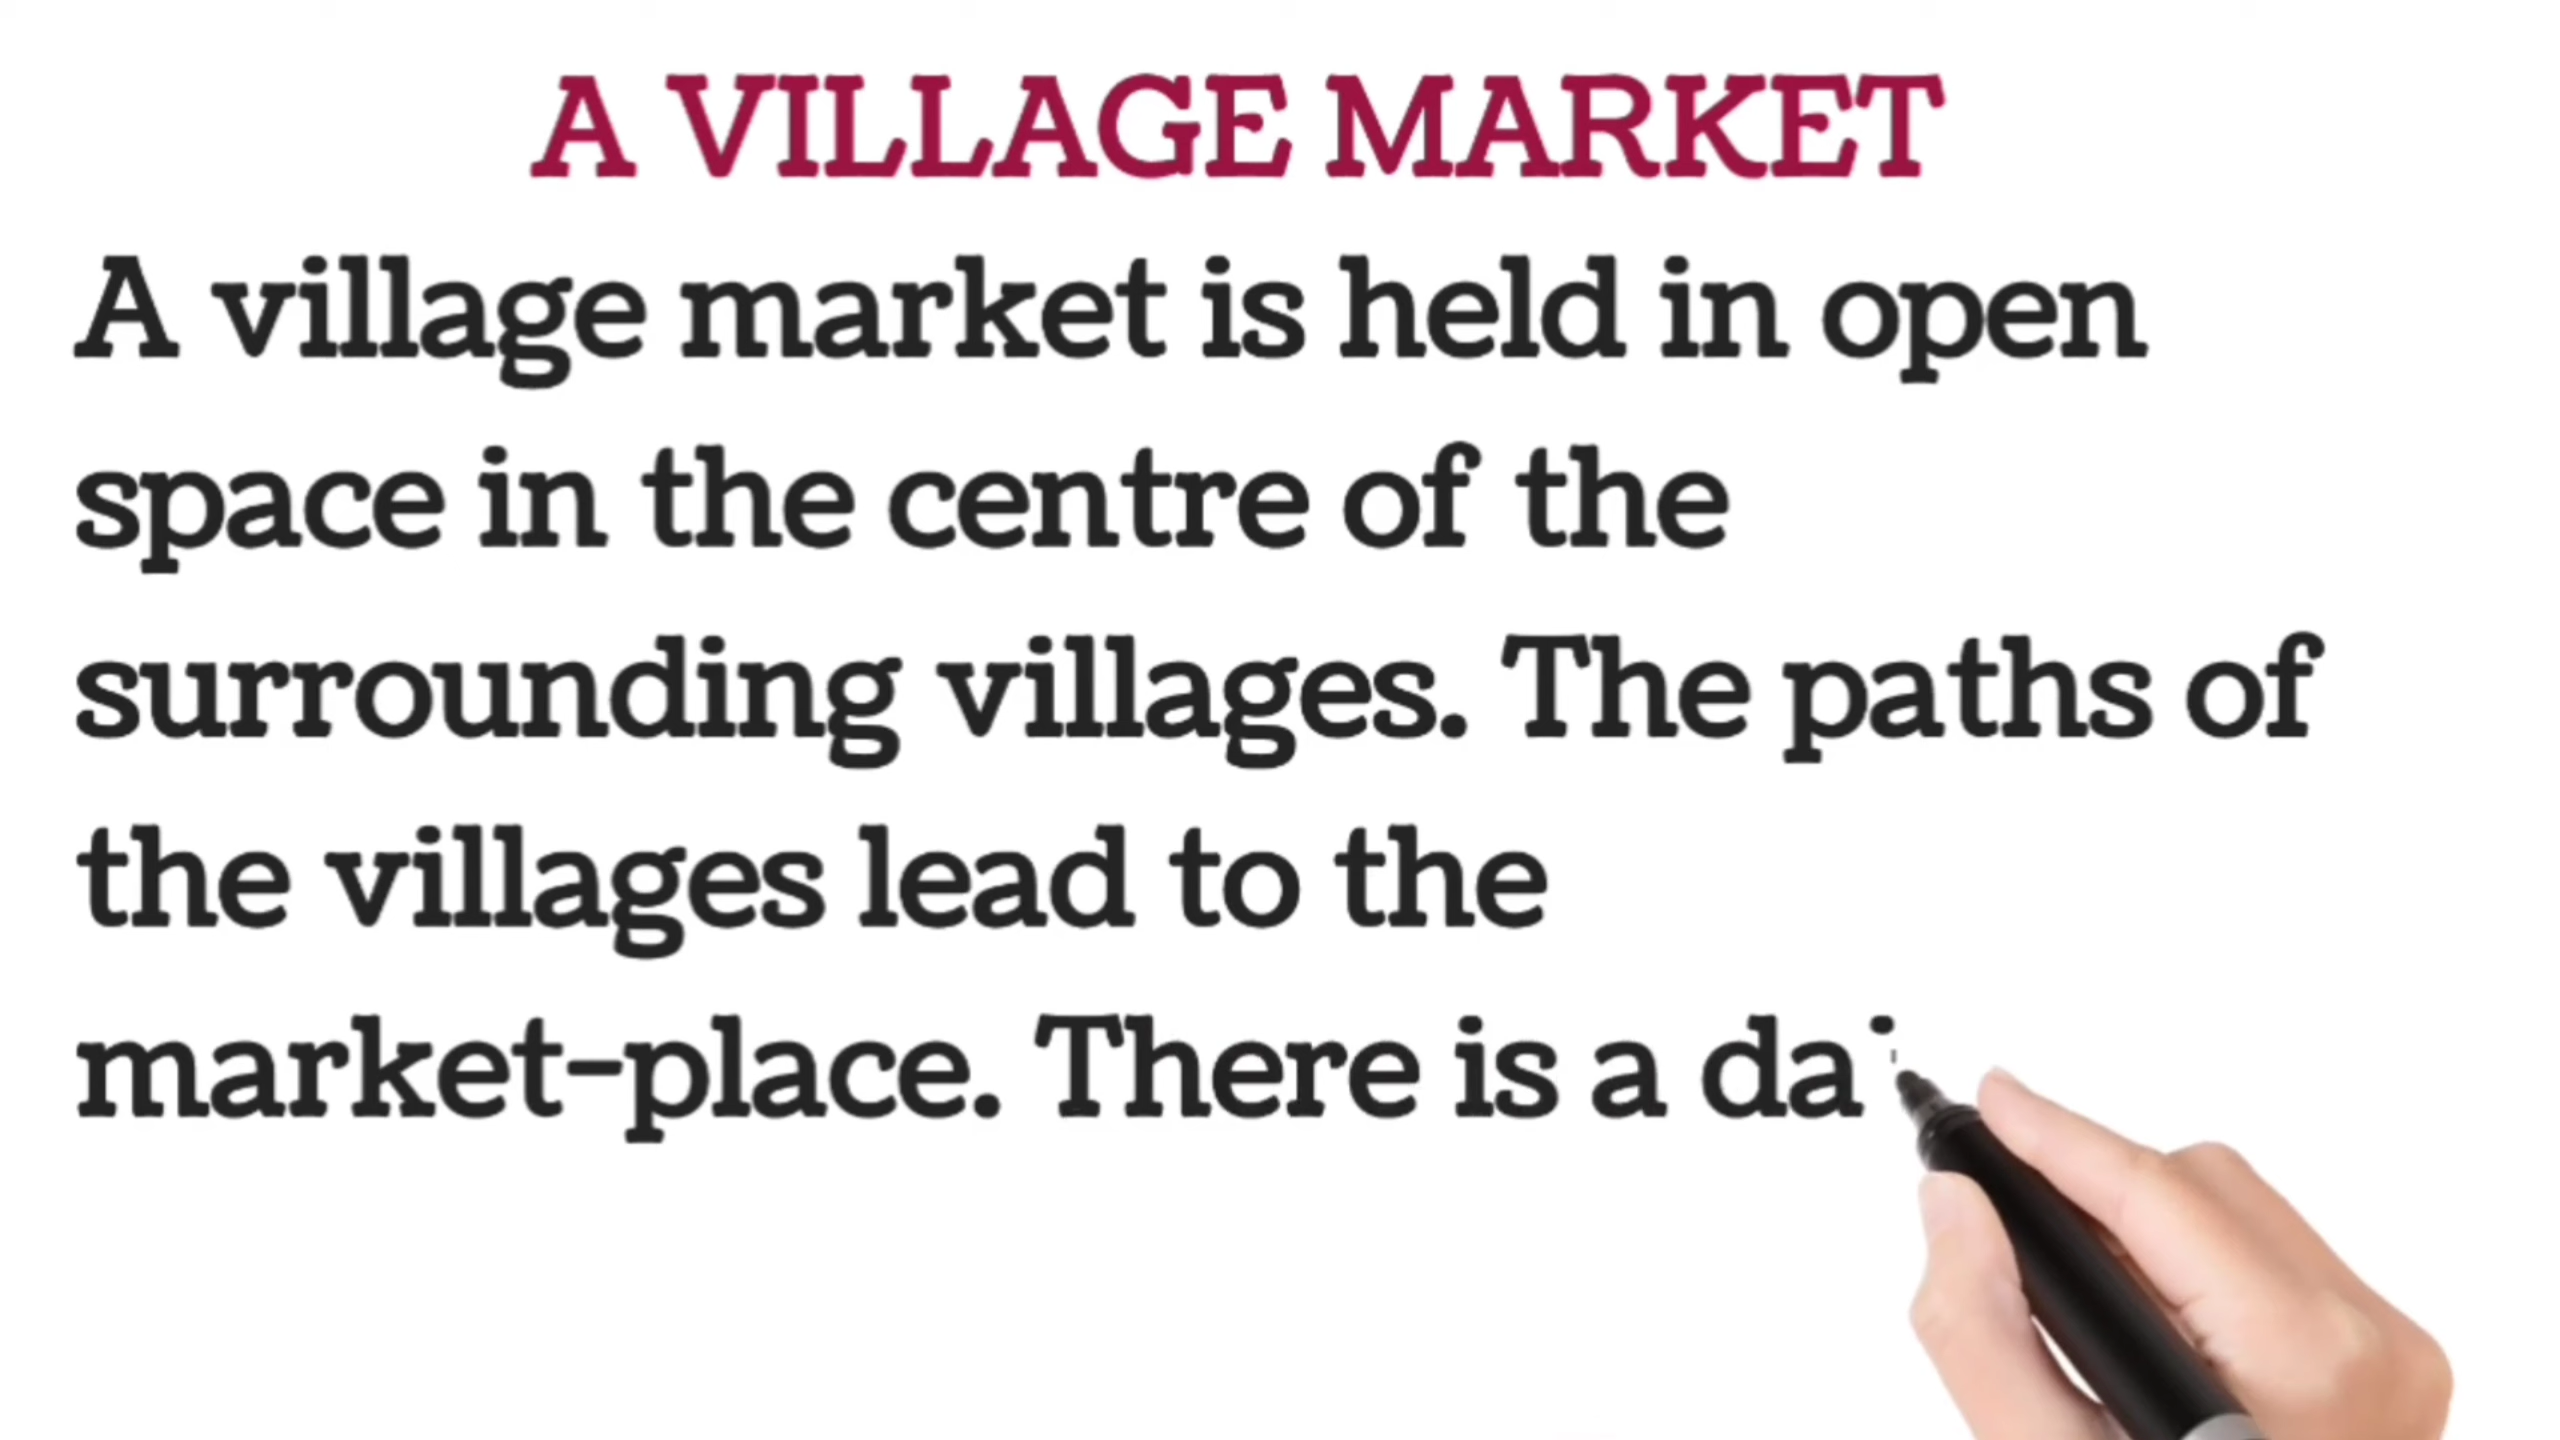 A VILLAGE MARKET
A village market is held in open
space in the centre of the
surrounding villages. The paths of
the villages lead to the
market-place. There is a